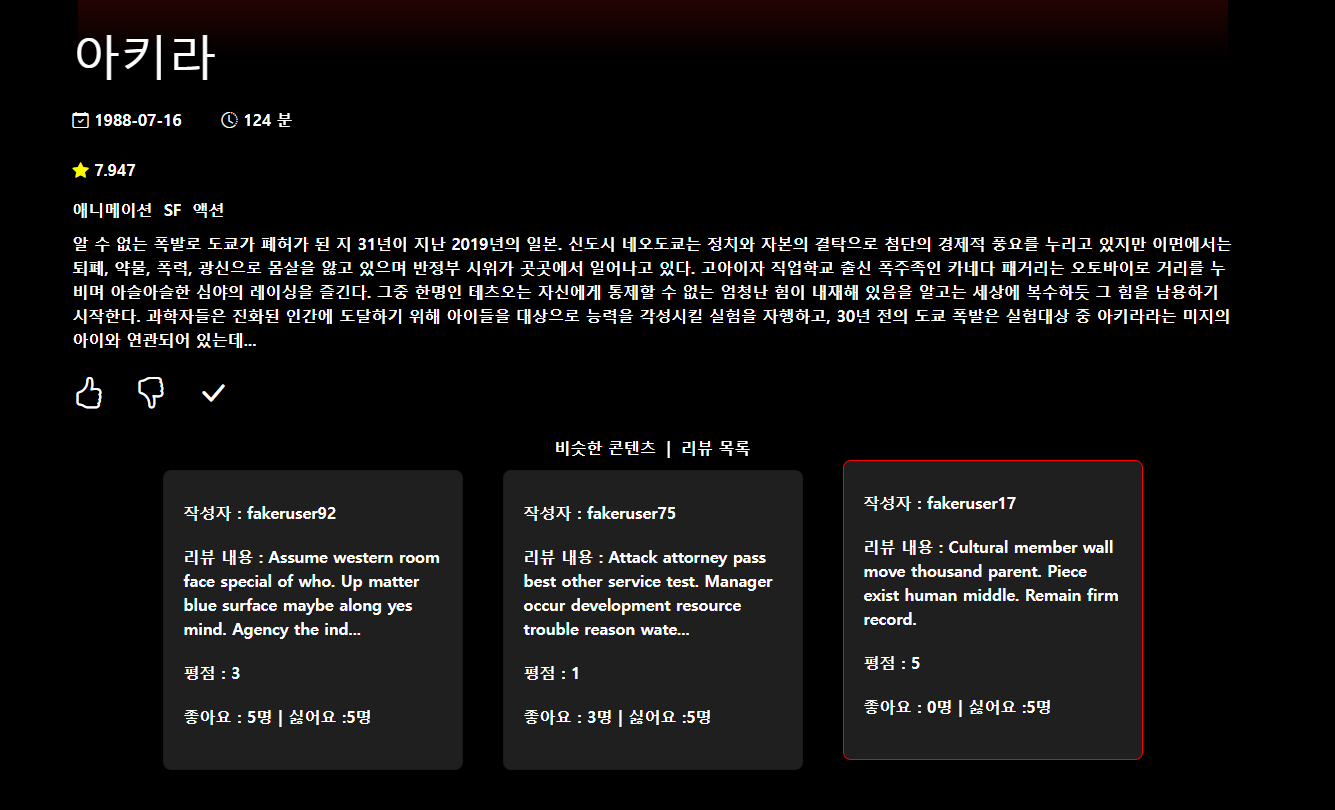 아키라
1988-07-16 124 분
7.947
애니메이션 SF 액션
알 수 없는 폭발로 도쿄가 폐허가 된 지 31년이 지난 2019년의 일본. 신도시 네오도쿄는 정치와 자본의 결탁으로 첨단의 경제적 풍요를 누리고 있지만 이면에서는
퇴폐, 약물, 폭력, 광신으로 몸살을 앓고 있으며 반정부 시위가 곳곳에서 일어나고 있다. 고아이자 직업학교 출신 폭주족인 카네다 패거리는 오토바이로 거리를 누
비며 아슬아슬한 심야의 레이싱을 즐긴다. 그중 한명인 테츠오는 자신에게 통제할 수 없는 엄청난 힘이 내재해 있음을 알고는 세상에 복수하듯 그 힘을 남용하기
시작한다. 과학자들은 진화된 인간에 도달하기 위해 아이들을 대상으로 능력을 각성시킬 실험을 자행하고, 30년 전의 도쿄 폭발은 실험대상 중 아키라라는 미지의
아이와 연관되어 있는데...
비슷한 콘텐츠 | 리뷰 목록
작성자 : fakeruser92
리뷰 내용 : Assume western room
face special of who. Up matter
blue surface maybe along yes
mind. Agency the ind...
평점 : 3
좋아요 : 5명 | 싫어요 :5명
작성자 : fakeruser75
리뷰 내용 : Attack attorney pass
best other service test. Manager
occur development resource
trouble reason wate...
평점 : 1
좋아요 : 3명 | 싫어요 :5명
작성자 : fakeruser17
리뷰 내용 : Cultural member wall
move thousand parent. Piece
exist human middle. Remain firm
record.
평점 : 5
좋아요 : 0명 | 싫어요 :5명